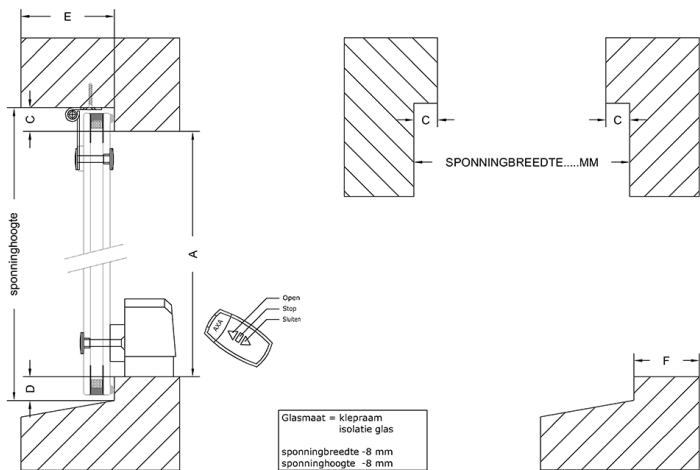 E
C
sponninghoogte
A
D
AXA
Open
Stop
Sluiten
C
C
SPONNINGBREEDTE.....MM
F
Glasmaat = klepraam
isolatie glas
sponningbreedte -8 mm
sponninghoogte -8 mm